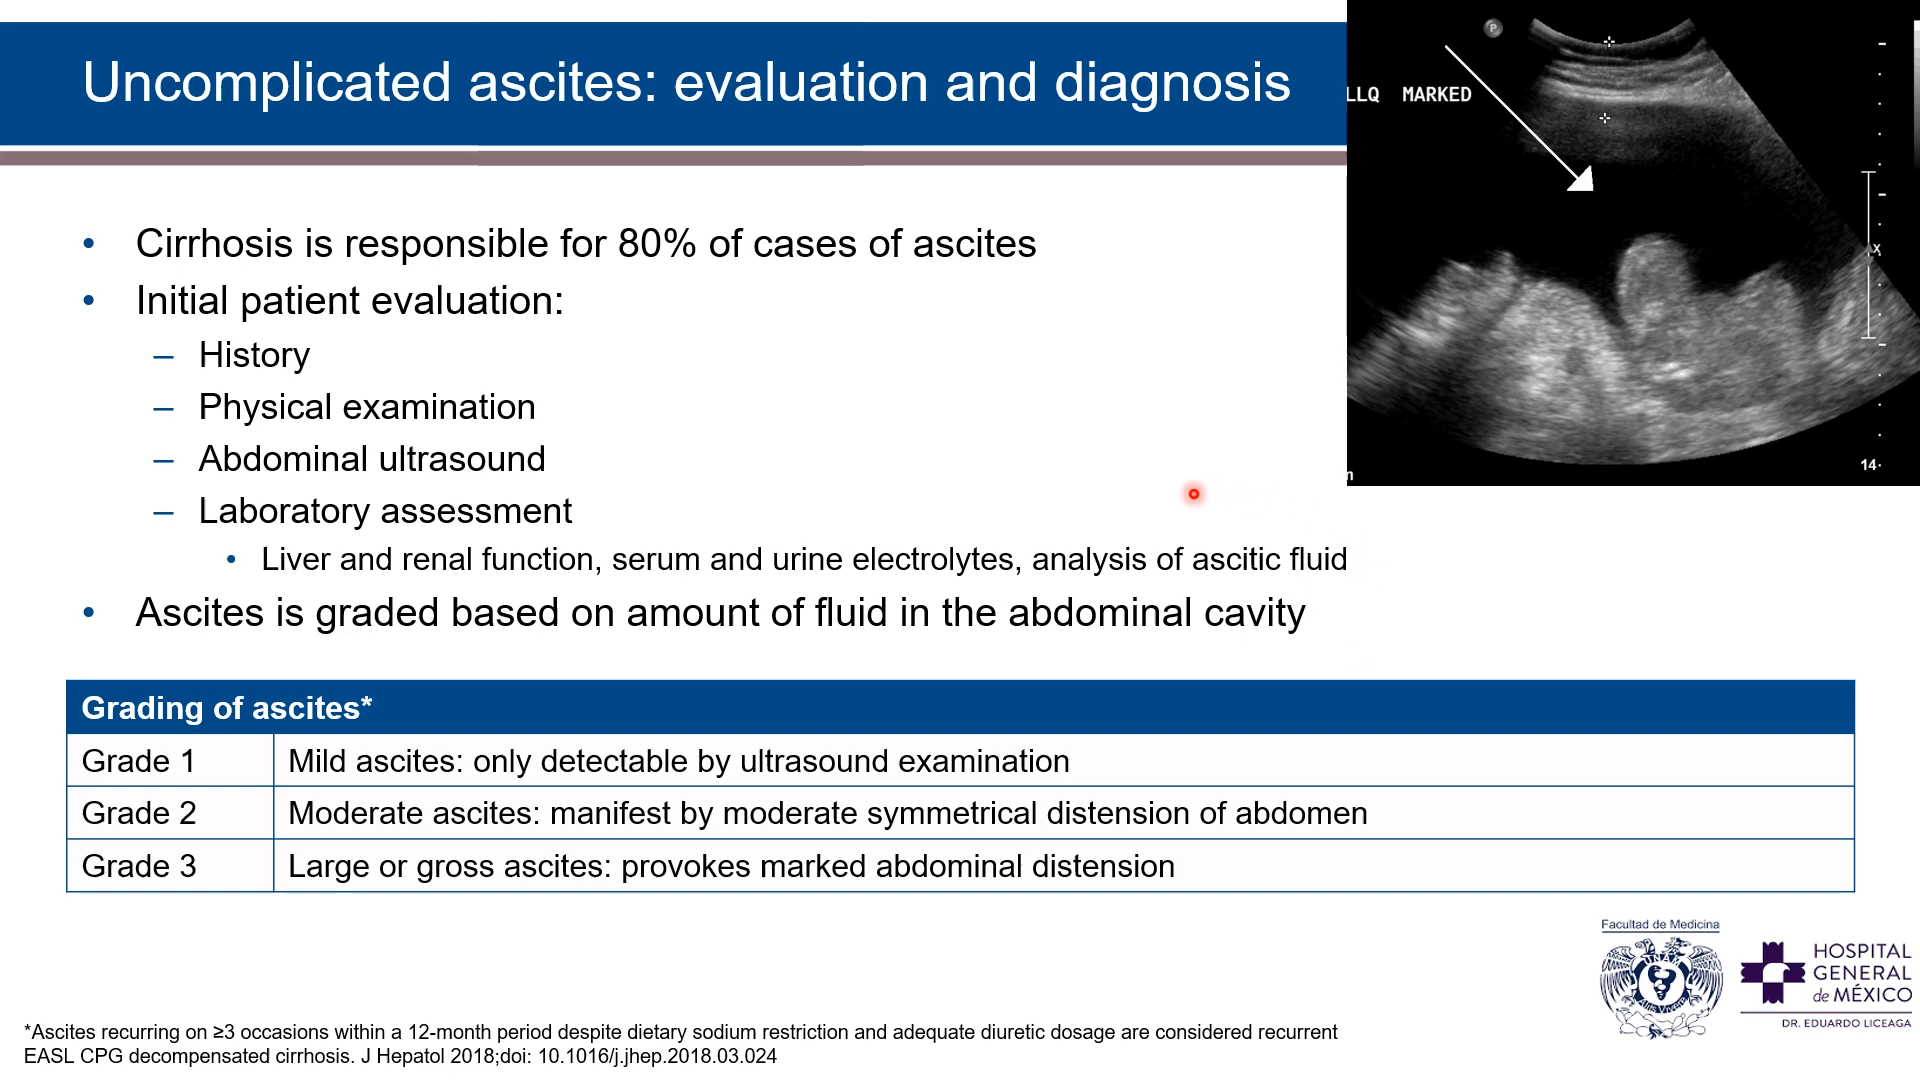 Uncomplicated ascites: evaluation and diagnosis
P
LLQ MARKED
X
14
• Cirrhosis is responsible for 80% of cases of ascites
• Initial patient evaluation:
– History
– Physical examination
– Abdominal ultrasound
– Laboratory assessment
• Liver and renal function, serum and urine electrolytes, analysis of ascitic fluid
• Ascites is graded based on amount of fluid in the abdominal cavity
Grading of ascites*
Grade 1 Mild ascites: only detectable by ultrasound examination
Grade 2 Moderate ascites: manifest by moderate symmetrical distension of abdomen
Grade 3 Large or gross ascites: provokes marked abdominal distension
Facultad de Medicina
UNAM
HOSPITAL
GENERAL
de MÉXICO
DR. EDUARDO LICEAGA
*Ascites recurring on ≥3 occasions within a 12-month period despite dietary sodium restriction and adequate diuretic dosage are considered recurrent
EASL CPG decompensated cirrhosis. J Hepatol 2018;doi: 10.1016/j.jhep.2018.03.024